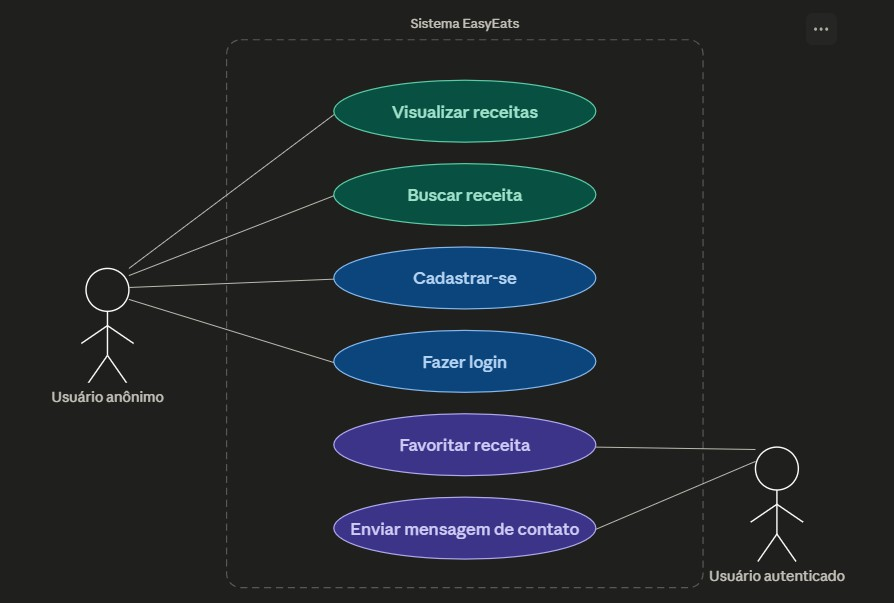 Sistema EasyEats
Visualizar receitas
Buscar receita
Cadastrar-se
Fazer login
Usuário anônimo
Favoritar receita
Enviar mensagem de contato
Usuário autenticado